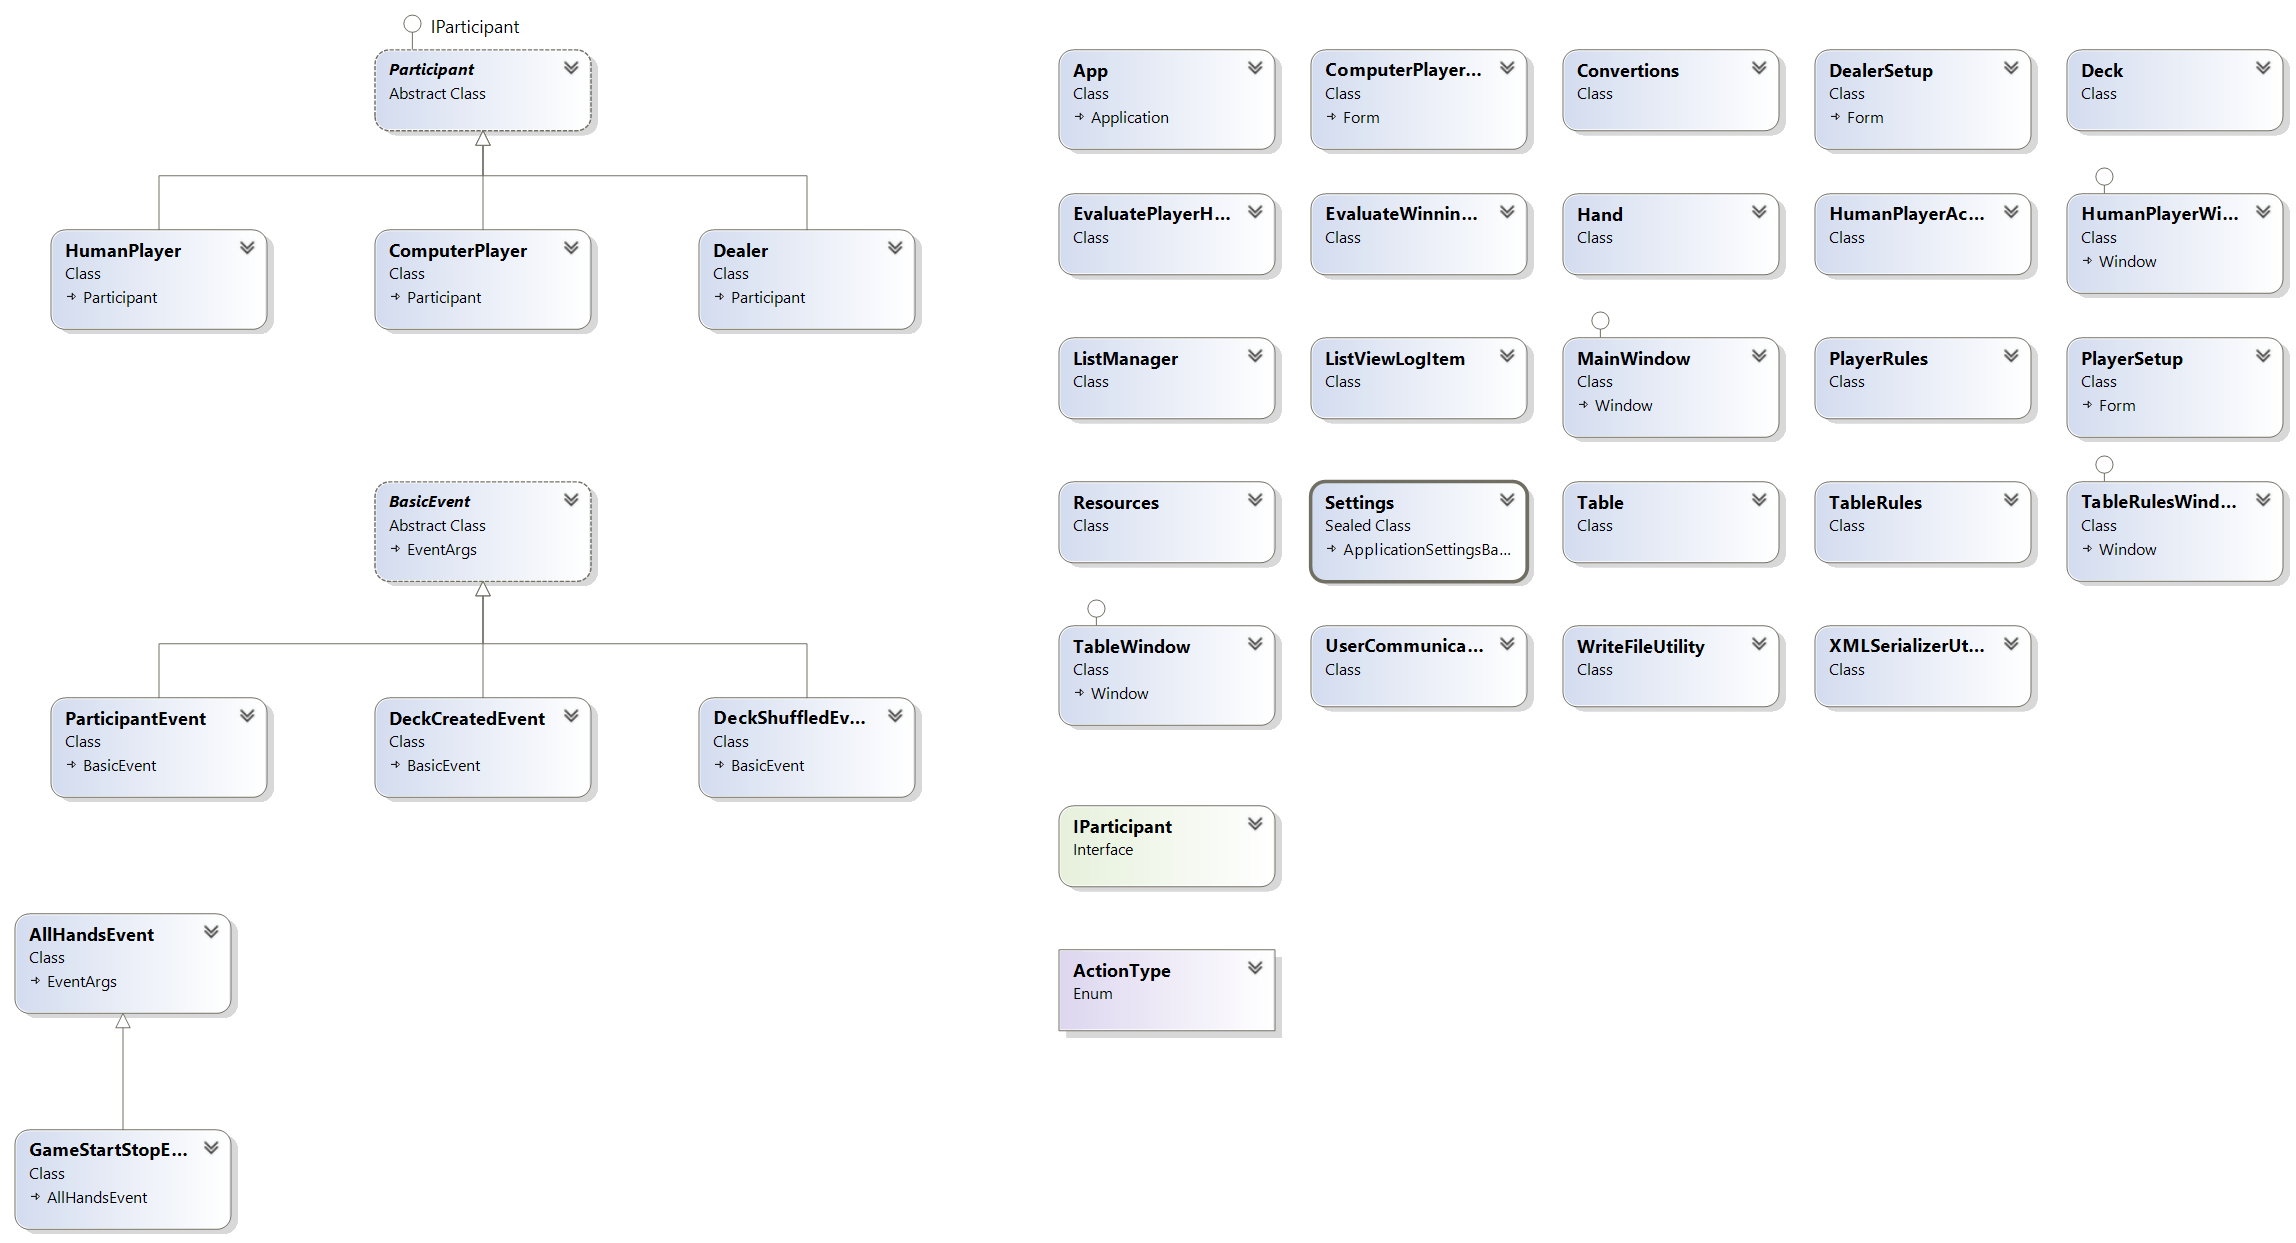 IParticipant
Participant
Abstract Class
HumanPlayer
Class
Participant
ComputerPlayer
Class
Participant
Dealer
Class
Participant
BasicEvent
Abstract Class
EventArgs
ParticipantEvent
Class
BasicEvent
DeckCreatedEvent
Class
BasicEvent
DeckShuffledEv...
Class
BasicEvent
AllHandsEvent
Class
EventArgs
GameStartStopE...
Class
AllHandsEvent
App
Class
Application
ComputerPlayer...
Class
Form
Convertions
Class
DealerSetup
Class
Form
Deck
Class
EvaluatePlayerH...
Class
EvaluateWinnin...
Class
Hand
Class
HumanPlayerAc...
Class
HumanPlayerWi...
Class
Window
ListManager
Class
ListViewLogItem
Class
MainWindow
Class
Window
PlayerRules
Class
PlayerSetup
Class
Form
Resources
Class
Settings
Sealed Class
ApplicationSettingsBa...
Table
Class
TableRules
Class
TableRulesWind...
Class
Window
TableWindow
Class
Window
UserCommunica...
Class
WriteFileUtility
Class
XMLSerializerUt...
Class
IParticipant
Interface
ActionType
Enum